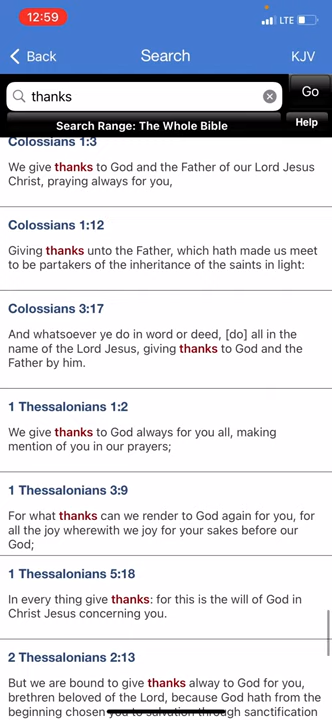 12:59
LTE
Back
Search
KJV
thanks
Go
Search Range: The Whole Bible
Help
Colossians 1:3
We give thanks to God and the Father of our Lord Jesus
Christ, praying always for you,
Colossians 1:12
Giving thanks unto the Father, which hath made us meet
to be partakers of the inheritance of the saints in light:
Colossians 3:17
And whatsoever ye do in word or deed, [do] all in the
name of the Lord Jesus, giving thanks to God and the
Father by him.
1 Thessalonians 1:2
We give thanks to God always for you all, making
mention of you in our prayers;
1 Thessalonians 3:9
For what thanks can we render to God again for you, for
all the joy wherewith we joy for your sakes before our
God;
1 Thessalonians 5:18
In every thing give thanks: for this is the will of God in
Christ Jesus concerning you.
2 Thessalonians 2:13
But we are bound to give thanks alway to God for you,
brethren beloved of the Lord, because God hath from the
beginning chosen you to salvation through sanctification